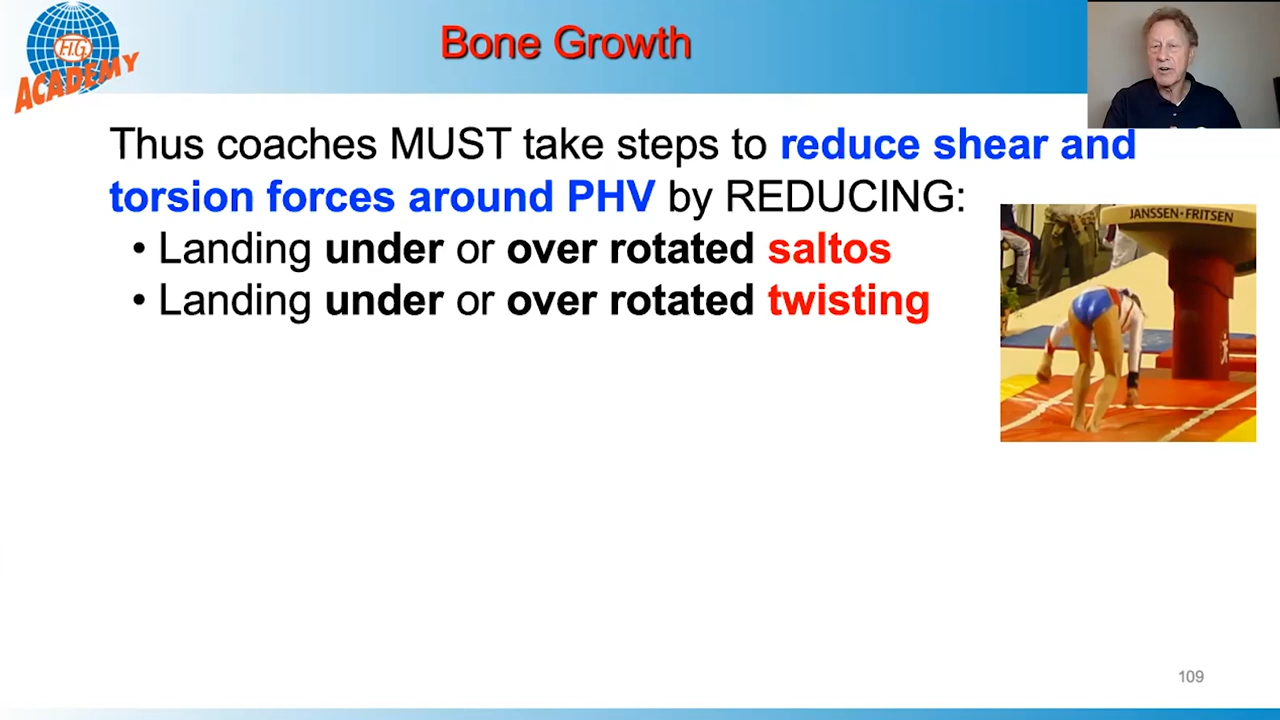 F.I.G.
ACADEMY
Bone Growth
Thus coaches MUST take steps to reduce shear and
torsion forces around PHV by REDUCING:
• Landing under or over rotated saltos
• Landing under or over rotated twisting
JANSSEN-FRITSEN
109